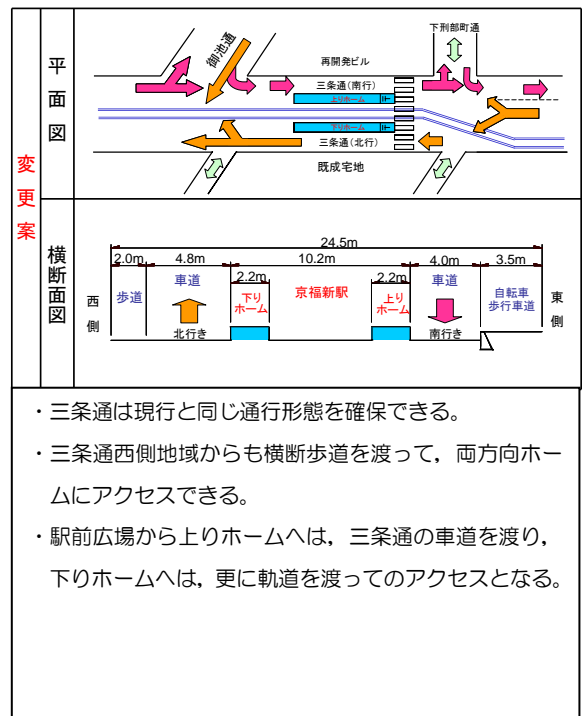 変更案
平面図
御池通
再開発ビル
下刑部町通
三条通(南行)
上りホーム
下りホーム
三条通(北行)
既成宅地
横断面図
24.5m
2.0m
4.8m
10.2m
4.0m
3.5m
西側
歩道
車道
北行き
2.2m
下りホーム
京福新駅
2.2m
上りホーム
車道
南行き
自転車歩行車道
東側
・三条通は現行と同じ通行形態を確保できる。
・三条通西側地域からも横断歩道を渡って，両方向ホー
ムにアクセスできる。
・駅前広場から上りホームへは，三条通の車道を渡り，
下りホームへは，更に軌道を渡ってのアクセスとなる。